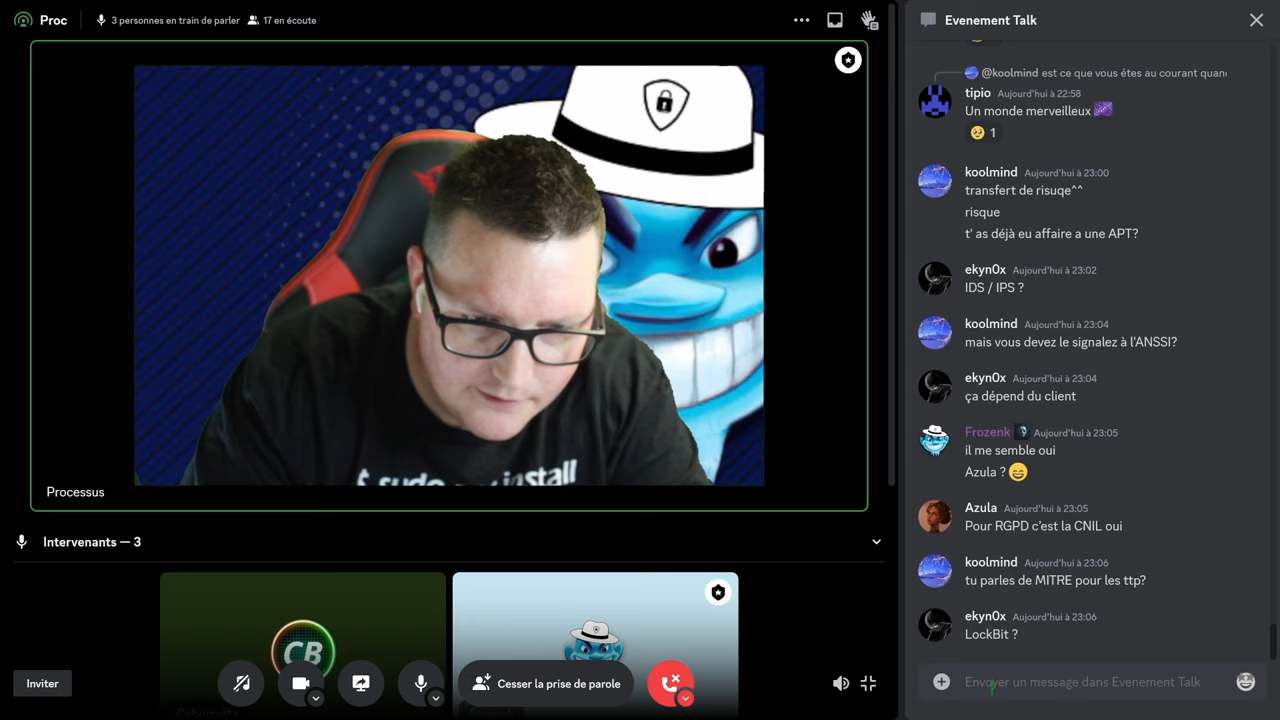 Proc
3 personnes en train de parler
17 en écoute
Evenement Talk
@koolmind est ce que vous étes au courant quan
tipio Aujourd'hui à 22:58
Un monde merveilleux
1
koolmind Aujourd'hui à 23:00
transfert de risuqe^^
risque
t' as déjà eu affaire a une APT?
ekyn0x Aujourd'hui à 23:02
IDS / IPS ?
koolmind Aujourd'hui à 23:04
mais vous devez le signalez à l'ANSSI?
ekyn0x Aujourd'hui à 23:04
ça dépend du client
Frozenk Aujourd'hui à 23:05
il me semble oui
Azula ?
Azula Aujourd'hui à 23:05
Pour RGPD c'est la CNIL oui
koolmind Aujourd'hui à 23:06
tu parles de MITRE pour les ttp?
ekyn0x Aujourd'hui à 23:06
LockBit ?
Envoyer un message dans Evenement Talk
sudo
install
Processus
Intervenants — 3
CB
Inviter
Cesser la prise de parole